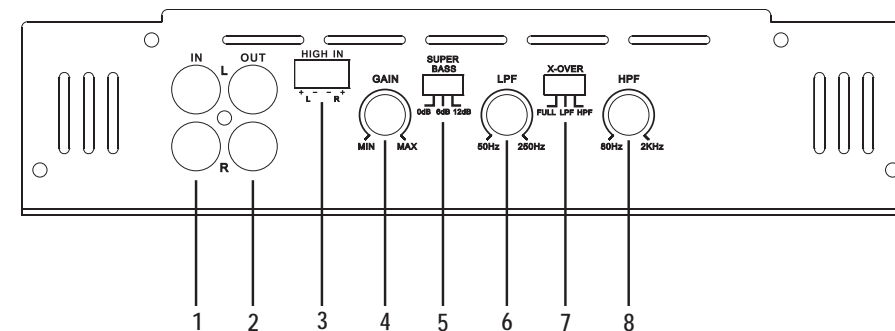 IN OUT
L
R
HIGH IN
+ - - +
L R
GAIN
MIN MAX
SUPER
BASS
0dB 6dB 12dB
LPF
50Hz 250Hz
X-OVER
FULL LPF HPF
HPF
80Hz 2KHz
1 2 3 4 5 6 7 8